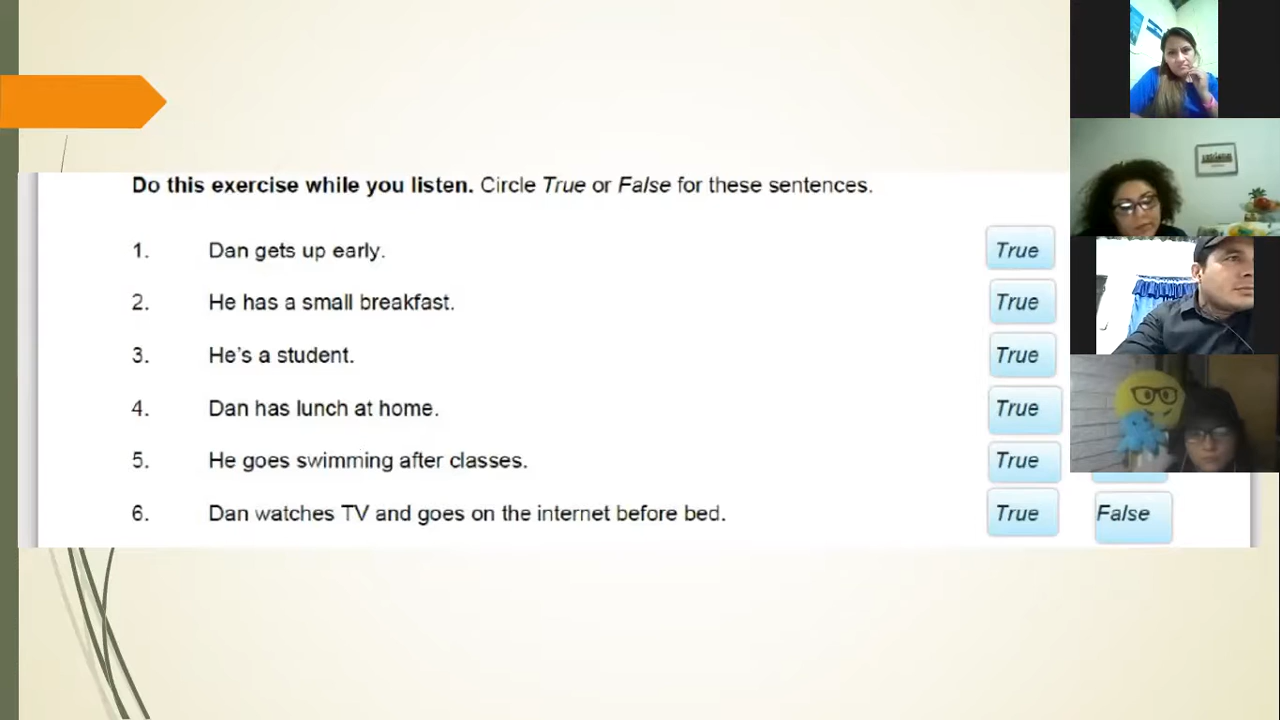 Do this exercise while you listen. Circle True or False for these sentences.
1. Dan gets up early. True
2. He has a small breakfast. True
3. He's a student. True
4. Dan has lunch at home. True
5. He goes swimming after classes. True
6. Dan watches TV and goes on the internet before bed. True False